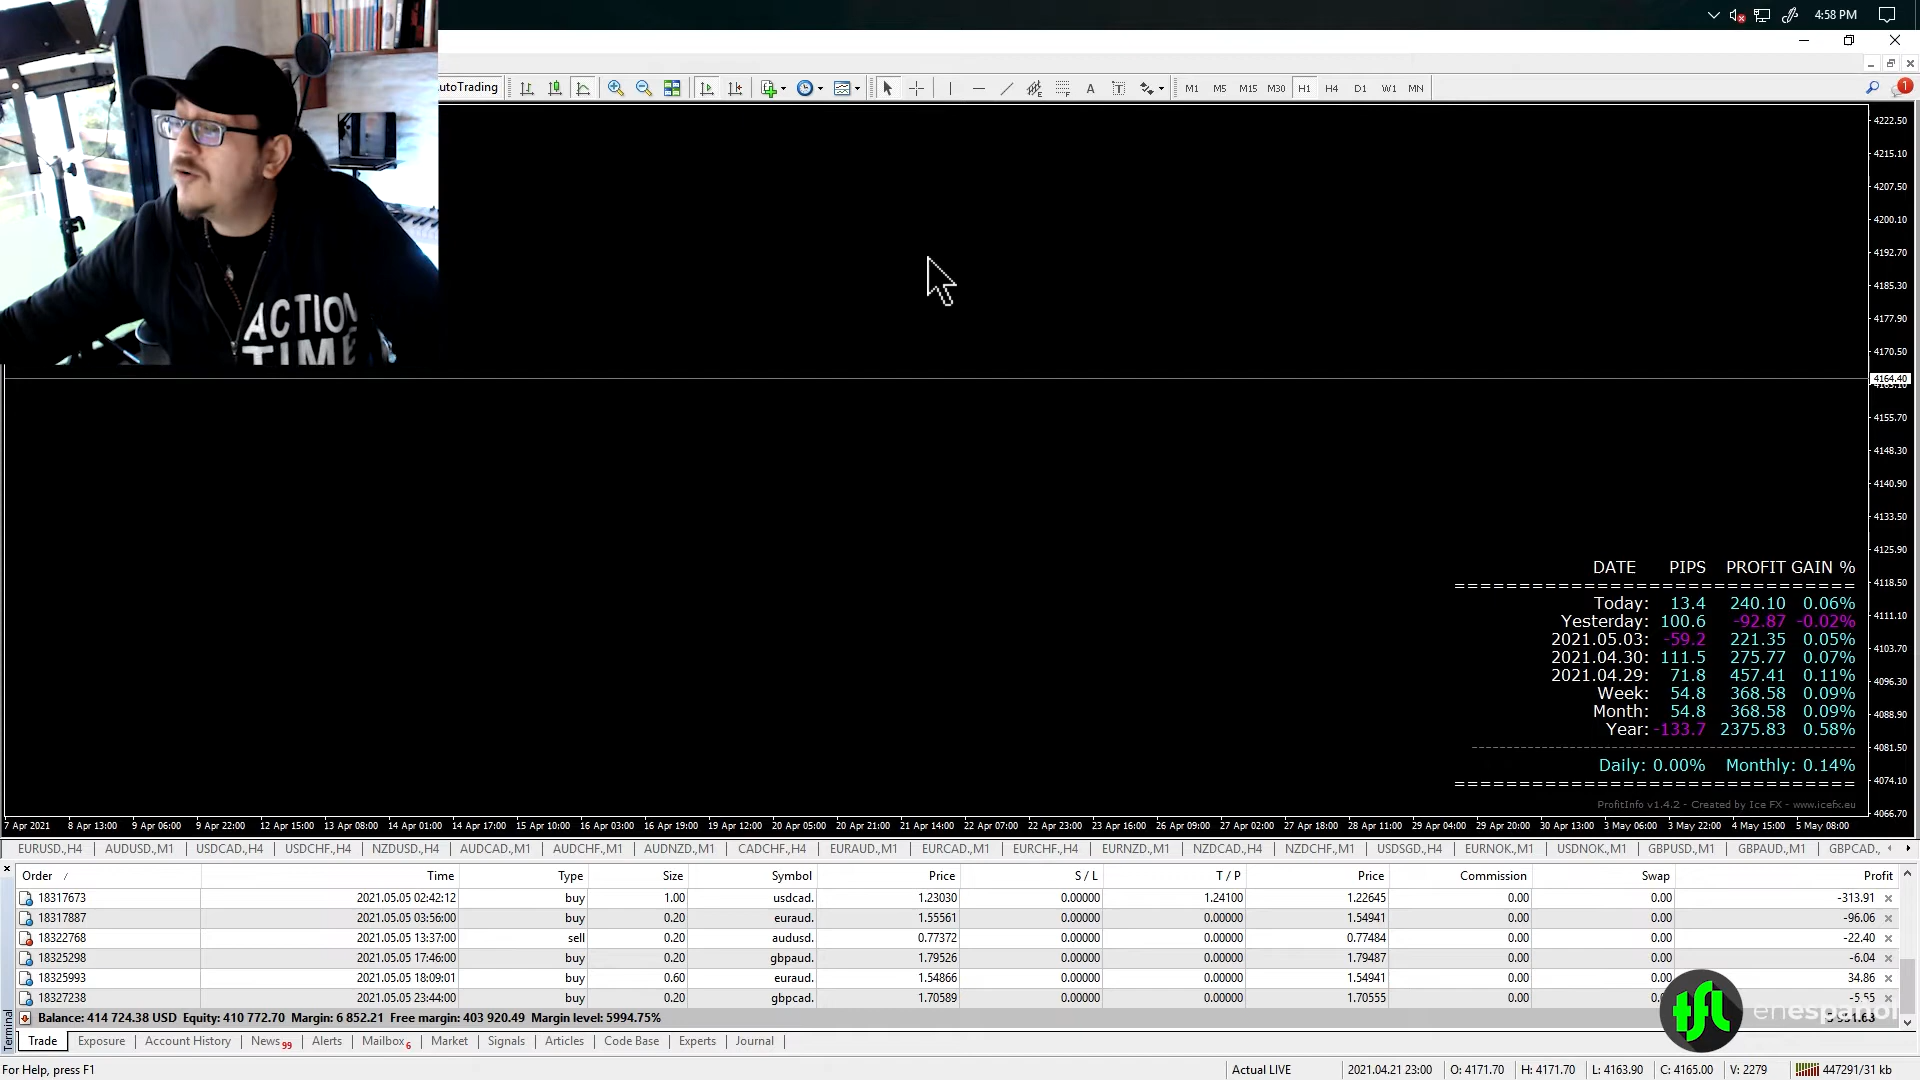 4:58 PM
ACTION
TIME
AutoTrading
M1 M5 M15 M30 H1 H4 D1 W1 MN
1
4222.50
4215.10
4207.50
4200.10
4192.70
4185.30
4177.90
4170.50
4164.40
4155.70
4148.30
4140.90
4133.50
4125.90
4118.50
4111.10
4103.70
4096.30
4088.90
4081.50
4074.10
4066.70
DATE PIPS PROFIT GAIN %
Today: 13.4 240.10 0.06%
Yesterday: 100.6 -92.87 -0.02%
2021.05.03: -59.2 221.35 0.05%
2021.04.30: 111.5 275.77 0.07%
2021.04.29: 71.8 457.41 0.11%
Week: 54.8 368.58 0.09%
Month: 54.8 368.58 0.09%
Year: -133.7 2375.83 0.58%
Daily: 0.00% Monthly: 0.14%
ProfitInfo v1.4.2 - Created by Ice FX - www.icefx.eu
7 Apr 2021 8 Apr 13:00 9 Apr 06:00 9 Apr 22:00 12 Apr 15:00 13 Apr 08:00 14 Apr 01:00 14 Apr 17:00 15 Apr 10:00 16 Apr 03:00 16 Apr 19:00 19 Apr 12:00 20 Apr 05:00 20 Apr 21:00 21 Apr 14:00 22 Apr 07:00 22 Apr 23:00 23 Apr 16:00 26 Apr 09:00 27 Apr 02:00 27 Apr 18:00 28 Apr 11:00 29 Apr 04:00 29 Apr 20:00 30 Apr 13:00 3 May 06:00 3 May 22:00 4 May 15:00 5 May 08:00
EURUSD.,H4 AUDUSD.,M1 USDCAD.,H4 USDCHF.,H4 NZDUSD.,H4 AUDCAD.,M1 AUDCHF.,M1 AUDNZD.,M1 CADCHF.,H4 EURAUD.,M1 EURCAD.,M1 EURCHF.,H4 EURNZD.,M1 NZDCAD.,H4 NZDCHF.,M1 USDSGD.,H4 EURNOK.,M1 USDNOK.,M1 GBPUSD.,M1 GBPAUD.,M1 GBPCAD.,
Order / Time Type Size Symbol Price S / L T / P Price Commission Swap Profit
18317673 2021.05.05 02:42:12 buy 1.00 usdcad. 1.23030 0.00000 1.24100 1.22645 0.00 0.00 -313.91
18317887 2021.05.05 03:56:00 buy 0.20 euraud. 1.55561 0.00000 0.00000 1.54941 0.00 0.00 -96.06
18322768 2021.05.05 13:37:00 sell 0.20 audusd. 0.77372 0.00000 0.00000 0.77484 0.00 0.00 -22.40
18325298 2021.05.05 17:46:00 buy 0.20 gbpaud. 1.79526 0.00000 0.00000 1.79487 0.00 0.00 -6.04
18325993 2021.05.05 18:09:01 buy 0.60 euraud. 1.54866 0.00000 0.00000 1.54941 0.00 0.00 34.86
18327238 2021.05.05 23:44:00 buy 0.20 gbpcad. 1.70589 0.00000 0.00000 1.70555 0.00 -5.55
Balance: 414 724.38 USD Equity: 410 772.70 Margin: 6 852.21 Free margin: 403 920.49 Margin level: 5994.75%
tfl enespañol
Terminal
Trade Exposure Account History News 99 Alerts Mailbox 6 Market Signals Articles Code Base Experts Journal
For Help, press F1 Actual LIVE 2021.04.21 23:00 O: 4171.70 H: 4171.70 L: 4163.90 C: 4165.00 V: 2279 447291/31 kb